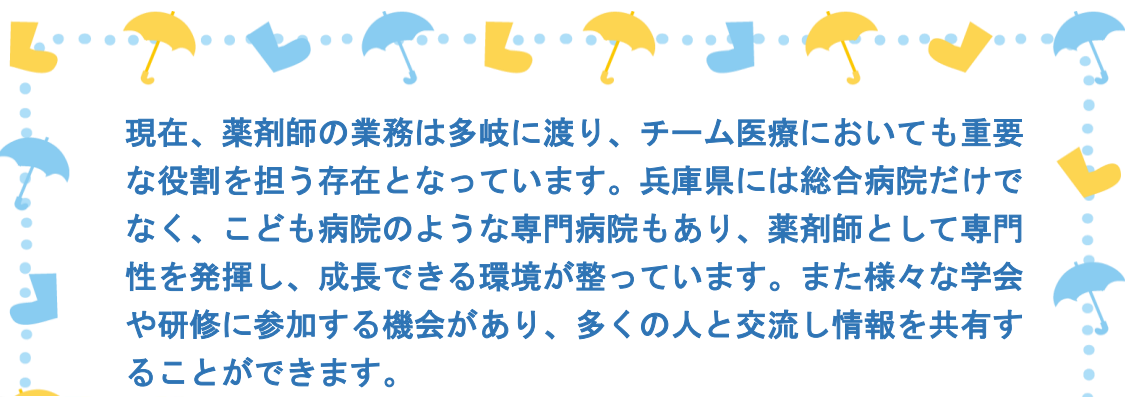 現在、薬剤師の業務は多岐に渡り、チーム医療においても重要
な役割を担う存在となっています。兵庫県には総合病院だけで
なく、こども病院のような専門病院もあり、薬剤師として専門
性を発揮し、成長できる環境が整っています。また様々な学会
や研修に参加する機会があり、多くの人と交流し情報を共有す
ることができます。